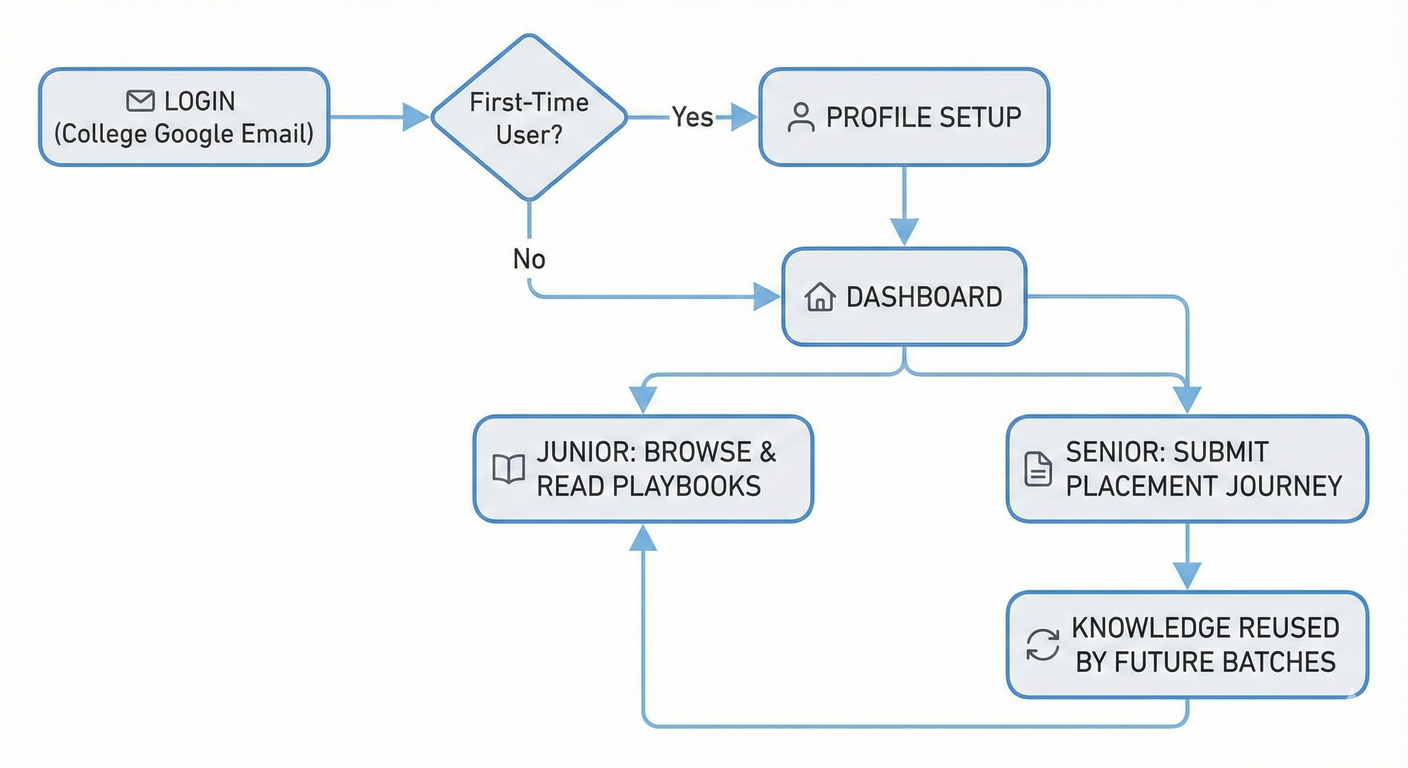 LOGIN
(College Google Email)
First-Time
User?
Yes
PROFILE SETUP
No
DASHBOARD
JUNIOR: BROWSE &
READ PLAYBOOKS
SENIOR: SUBMIT
PLACEMENT JOURNEY
KNOWLEDGE REUSED
BY FUTURE BATCHES